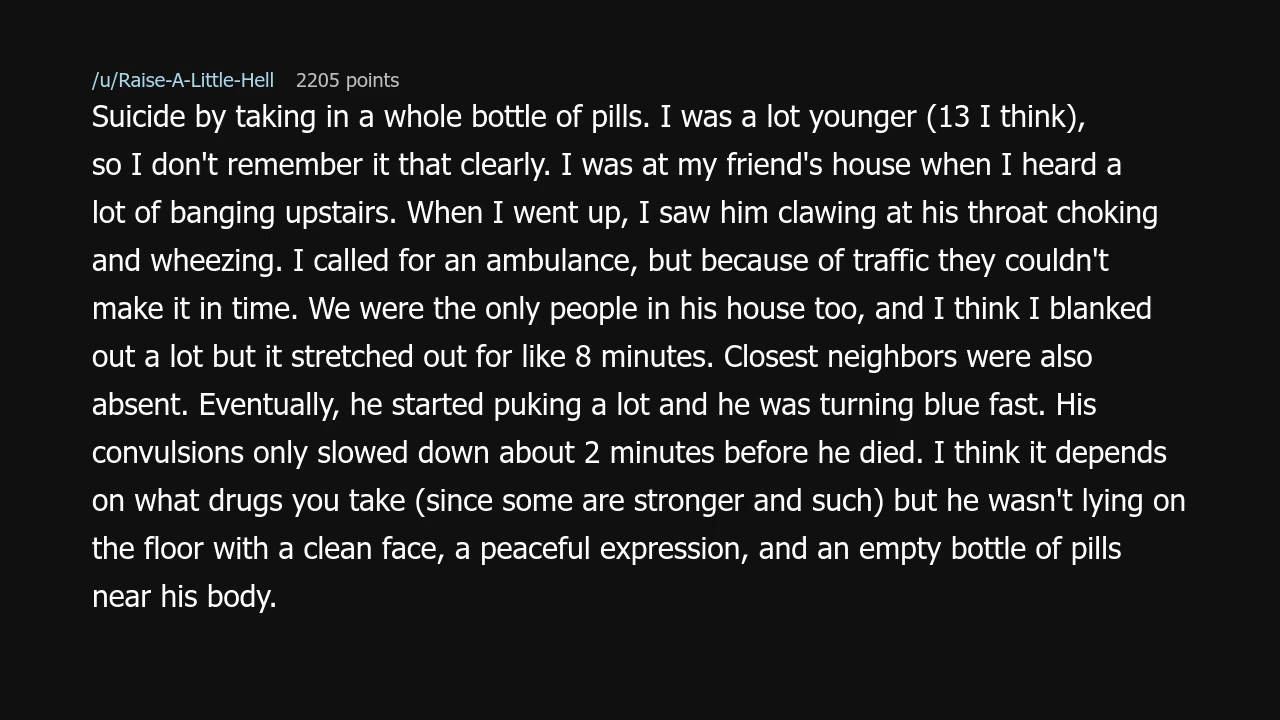 /u/Raise-A-Little-Hell 2205 points
Suicide by taking in a whole bottle of pills. I was a lot younger (13 I think),
so I don't remember it that clearly. I was at my friend's house when I heard a
lot of banging upstairs. When I went up, I saw him clawing at his throat choking
and wheezing. I called for an ambulance, but because of traffic they couldn't
make it in time. We were the only people in his house too, and I think I blanked
out a lot but it stretched out for like 8 minutes. Closest neighbors were also
absent. Eventually, he started puking a lot and he was turning blue fast. His
convulsions only slowed down about 2 minutes before he died. I think it depends
on what drugs you take (since some are stronger and such) but he wasn't lying on
the floor with a clean face, a peaceful expression, and an empty bottle of pills
near his body.